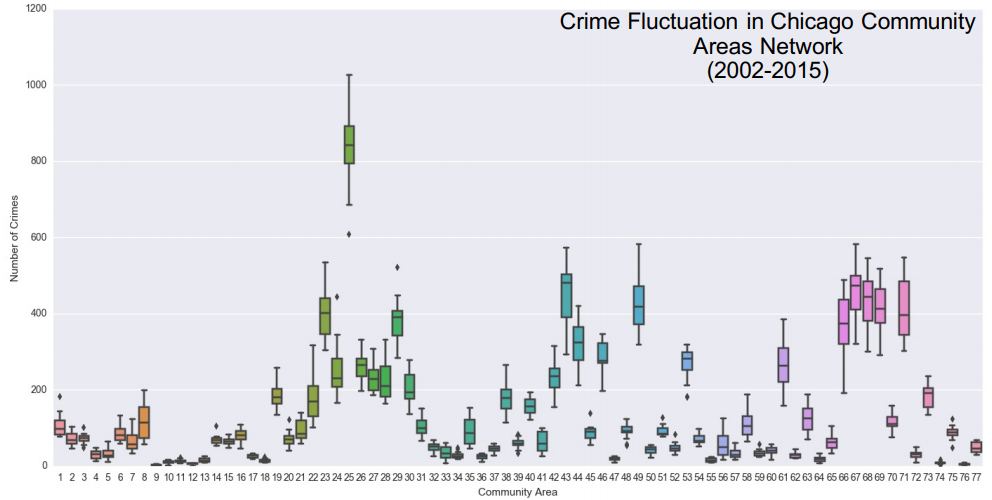 Crime Fluctuation in Chicago Community
Areas Network
(2002-2015)
1200
1000
800
600
400
200
0
Number of Crimes
1 2 3 4 5 6 7 8 9 10 11 12 13 14 15 16 17 18 19 20 21 22 23 24 25 26 27 28 29 30 31 32 33 34 35 36 37 38 39 40 41 42 43 44 45 46 47 48 49 50 51 52 53 54 55 56 57 58 59 60 61 62 63 64 65 66 67 68 69 70 71 72 73 74 75 76 77
Community Area